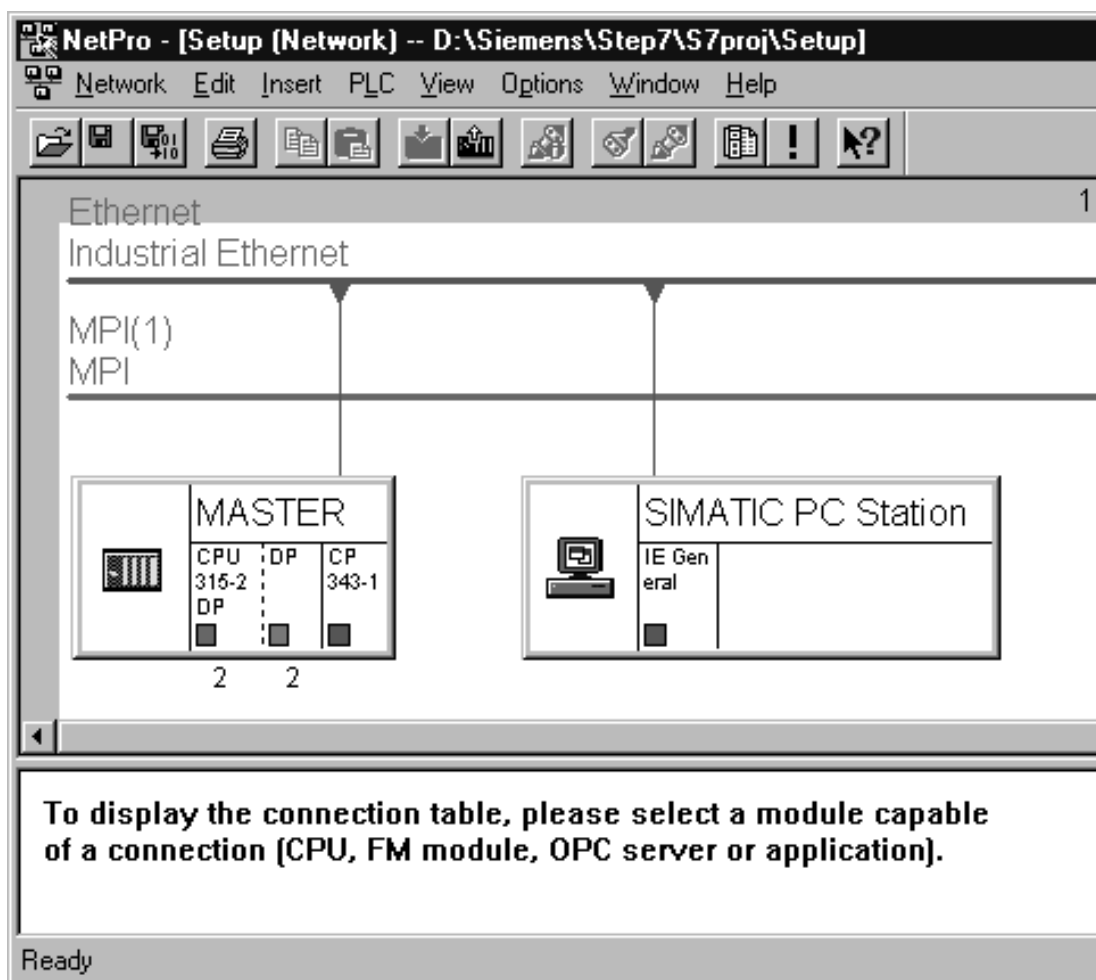 NetPro - [Setup (Network) -- D:\Siemens\Step7\S7proj\Setup]
Network Edit Insert PLC View Options Window Help
1
Ethernet
Industrial Ethernet
MPI(1)
MPI
MASTER
CPU 315-2 DP
DP
CP 343-1
2 2
SIMATIC PC Station
IE Gen
eral
To display the connection table, please select a module capable
of a connection (CPU, FM module, OPC server or application).
Ready